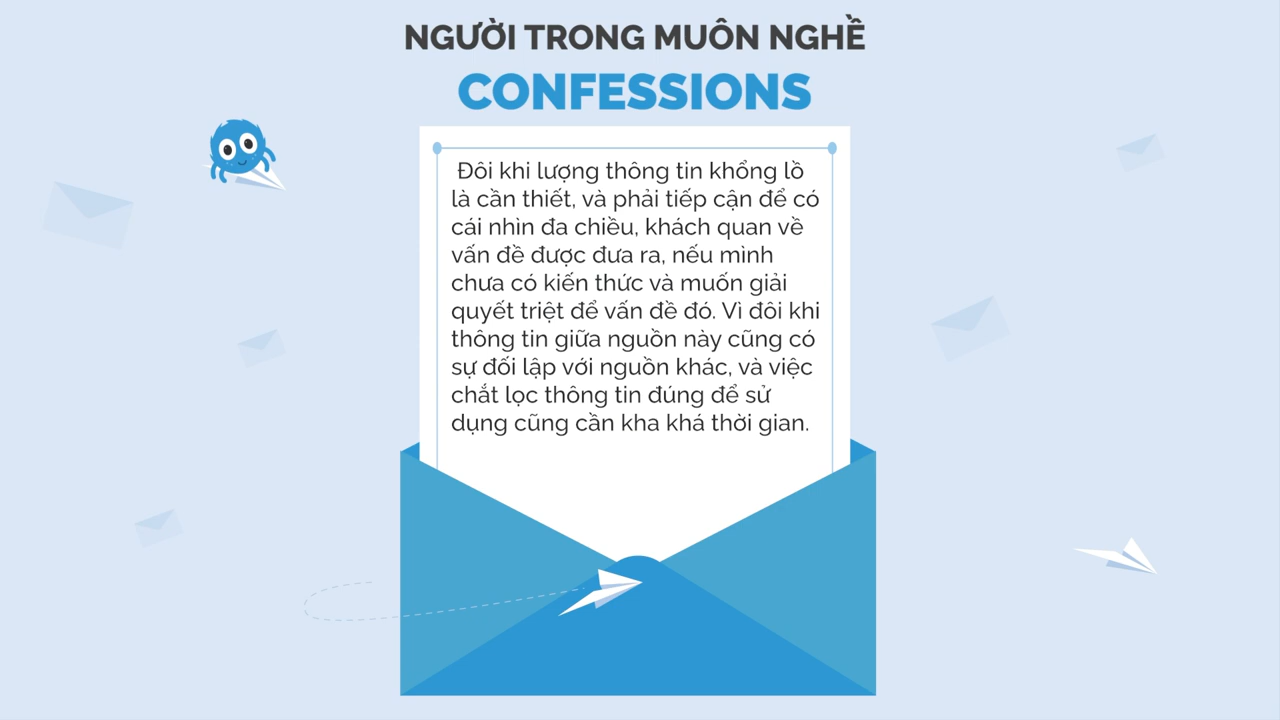 NGƯỜI TRONG MUÔN NGHỀ
CONFESSIONS
Đôi khi lượng thông tin khổng lồ
là cần thiết, và phải tiếp cận để có
cái nhìn đa chiều, khách quan về
vấn đề được đưa ra, nếu mình
chưa có kiến thức và muốn giải
quyết triệt để vấn đề đó. Vì đôi khi
thông tin giữa nguồn này cũng có
sự đối lập với nguồn khác, và việc
chắt lọc thông tin đúng để sử
dụng cũng cần kha khá thời gian.